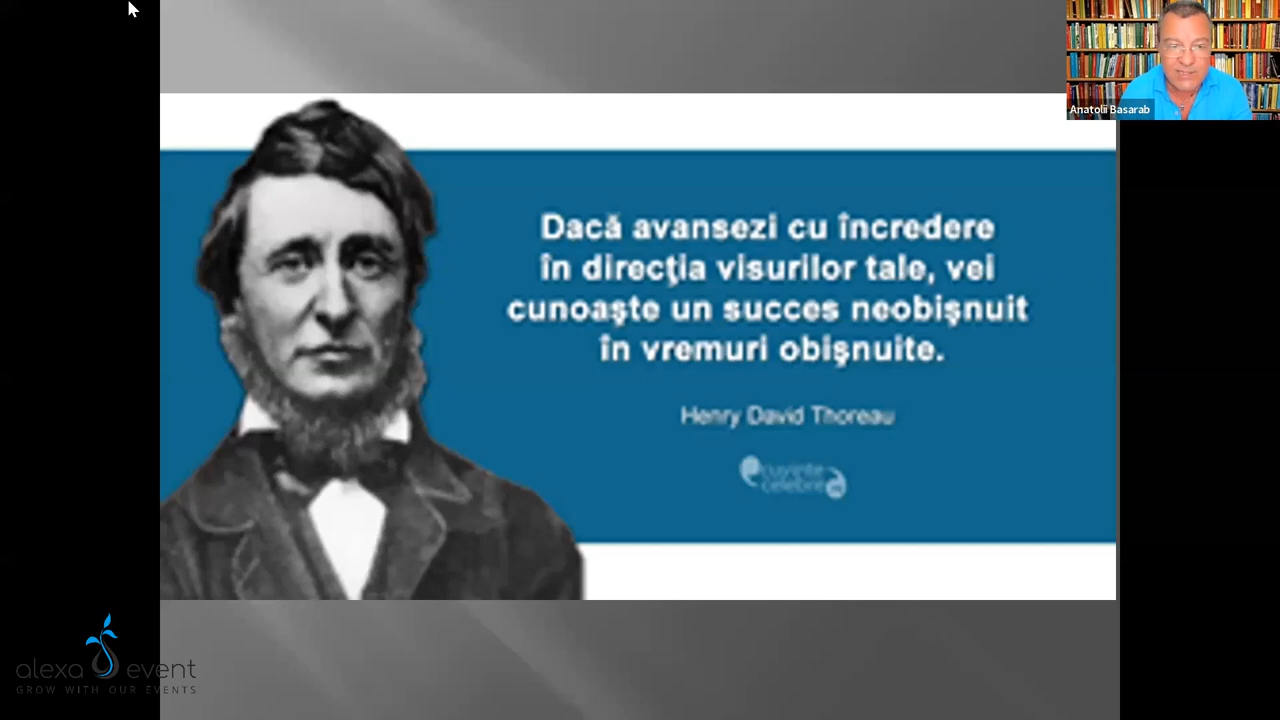 Anatolii Basarab
Dacă avansezi cu încredere
în direcţia visurilor tale, vei
cunoaşte un succes neobişnuit
în vremuri obişnuite.
Henry David Thoreau
cuvinte
celebre
alexa event
GROW WITH OUR EVENTS